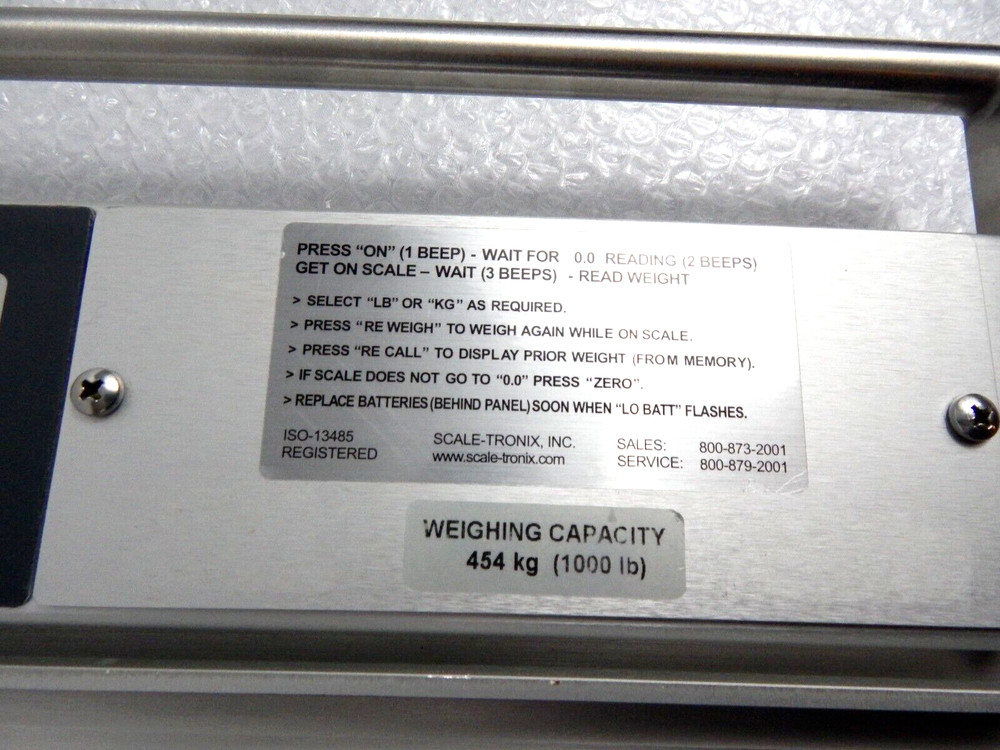 PRESS “ON” (1 BEEP) - WAIT FOR 0.0 READING (2 BEEPS)
GET ON SCALE – WAIT (3 BEEPS) - READ WEIGHT
> SELECT “LB” OR “KG” AS REQUIRED.
> PRESS “RE WEIGH” TO WEIGH AGAIN WHILE ON SCALE.
> PRESS “RE CALL” TO DISPLAY PRIOR WEIGHT (FROM MEMORY).
> IF SCALE DOES NOT GO TO “0.0” PRESS “ZERO”.
> REPLACE BATTERIES (BEHIND PANEL) SOON WHEN “LO BATT” FLASHES.
ISO-13485 SCALE-TRONIX, INC. SALES: 800-873-2001
REGISTERED www.scale-tronix.com SERVICE: 800-879-2001
WEIGHING CAPACITY
454 kg (1000 lb)